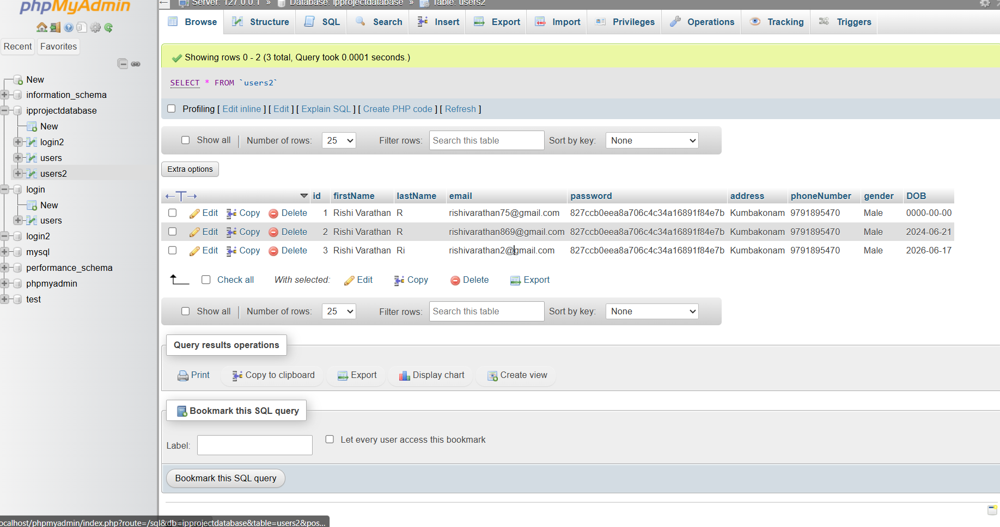 phpMyAdmin
Server: 127.0.0.1 » Database: ipprojectdatabase » Table: users2
Recent Favorites
Browse Structure SQL Search Insert Export Import Privileges Operations Tracking Triggers
New
information_schema
ipprojectdatabase
New
login2
users
users2
login
New
users
login2
mysql
performance_schema
phpmyadmin
test
Showing rows 0 - 2 (3 total, Query took 0.0001 seconds.)
SELECT * FROM `users2`
Profiling [ Edit inline ] [ Edit ] [ Explain SQL ] [ Create PHP code ] [ Refresh ]
Show all Number of rows: 25 Filter rows: Search this table Sort by key: None
Extra options
id firstName lastName email password address phoneNumber gender DOB
Edit Copy Delete 1 Rishi Varathan R rishivarathan75@gmail.com 827ccb0eea8a706c4c34a16891f84e7b Kumbakonam 9791895470 Male 0000-00-00
Edit Copy Delete 2 Rishi Varathan R rishivarathan869@gmail.com 827ccb0eea8a706c4c34a16891f84e7b Kumbakonam 9791895470 Male 2024-06-21
Edit Copy Delete 3 Rishi Varathan Ri rishivarathan2@gmail.com 827ccb0eea8a706c4c34a16891f84e7b Kumbakonam 9791895470 Male 2026-06-17
Check all With selected: Edit Copy Delete Export
Show all Number of rows: 25 Filter rows: Search this table Sort by key: None
Query results operations
Print Copy to clipboard Export Display chart Create view
Bookmark this SQL query
Label: Let every user access this bookmark
Bookmark this SQL query
ocalhost/phpmyadmin/index.php?route=/sql&db=ipprojectdatabase&table=users2&pos...